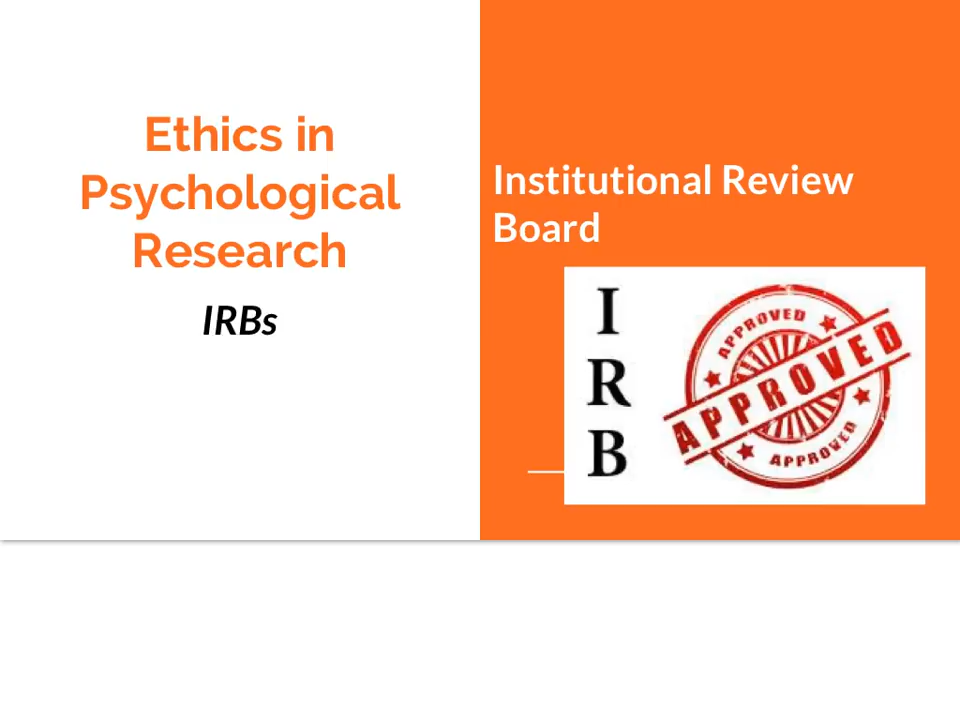 Ethics in
Psychological
Research
IRBs
Institutional Review
Board
I
R
B
APPROVED
APPROVED
APPROVED